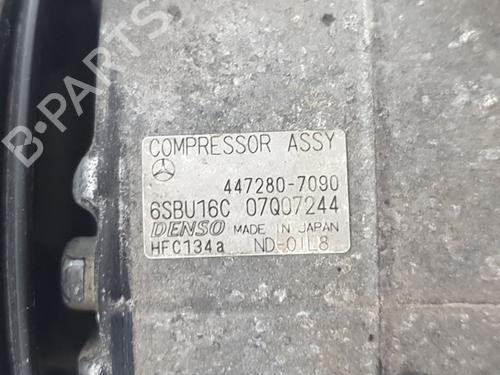 B-PARTS
COMPRESSOR ASSY
447280-7090
6SBU16C 07Q07244
DENSO MADE IN JAPAN
HFC134a ND-OIL8